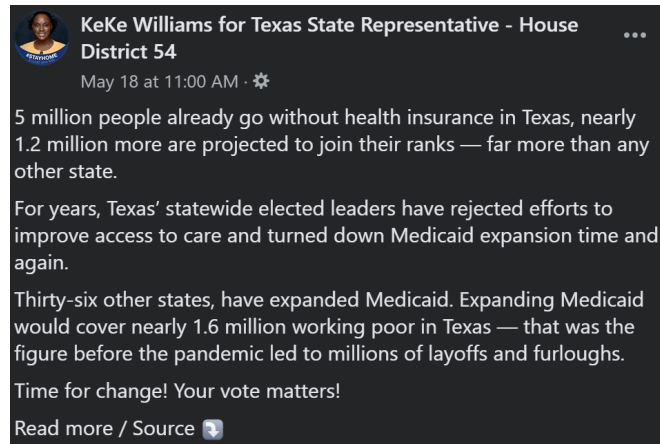 KeKe Williams for Texas State Representative - House
District 54
#STAYHOME
May 18 at 11:00 AM ·
5 million people already go without health insurance in Texas, nearly
1.2 million more are projected to join their ranks — far more than any
other state.
For years, Texas’ statewide elected leaders have rejected efforts to
improve access to care and turned down Medicaid expansion time and
again.
Thirty-six other states, have expanded Medicaid. Expanding Medicaid
would cover nearly 1.6 million working poor in Texas — that was the
figure before the pandemic led to millions of layoffs and furloughs.
Time for change! Your vote matters!
Read more / Source ⤵️